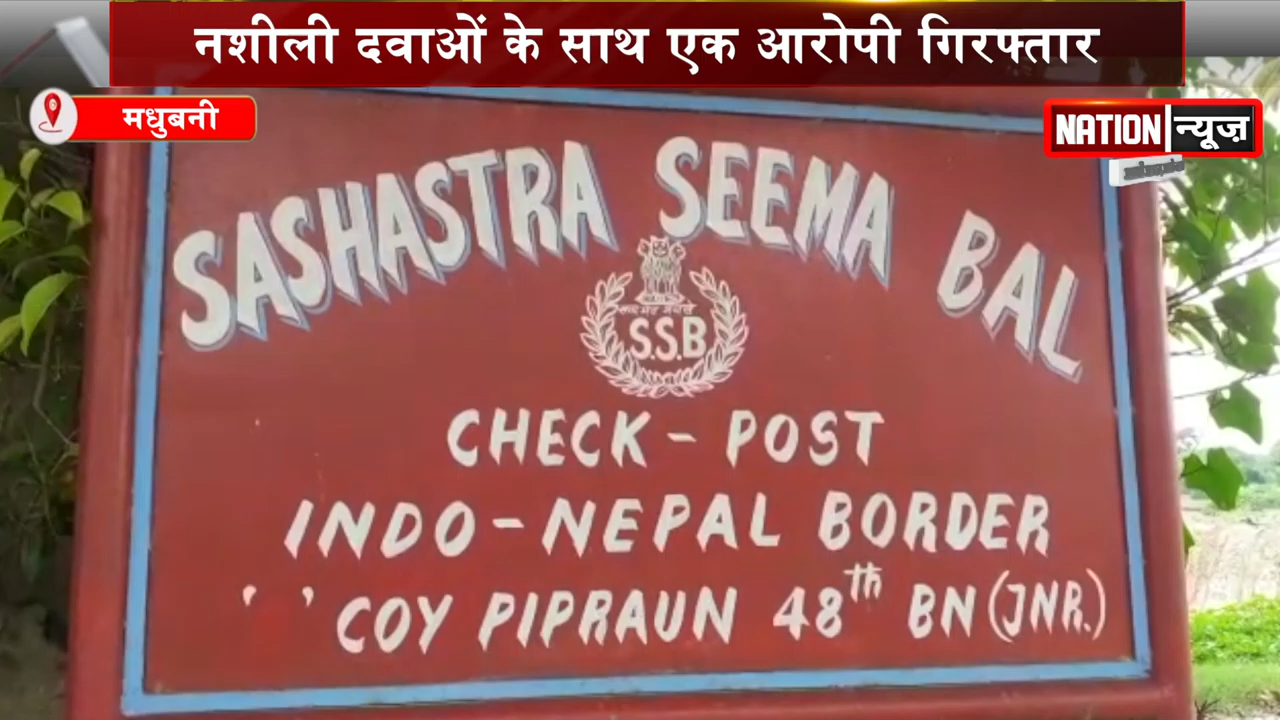 नशीली दवाओं के साथ एक आरोपी गिरफ्तार
मधुबनी
NATION न्यूज़
SASHASTRA SEEMA BAL
S.S.B
CHECK - POST
INDO - NEPAL BORDER
' ' COY PIPRAUN 48th BN (JNR.)